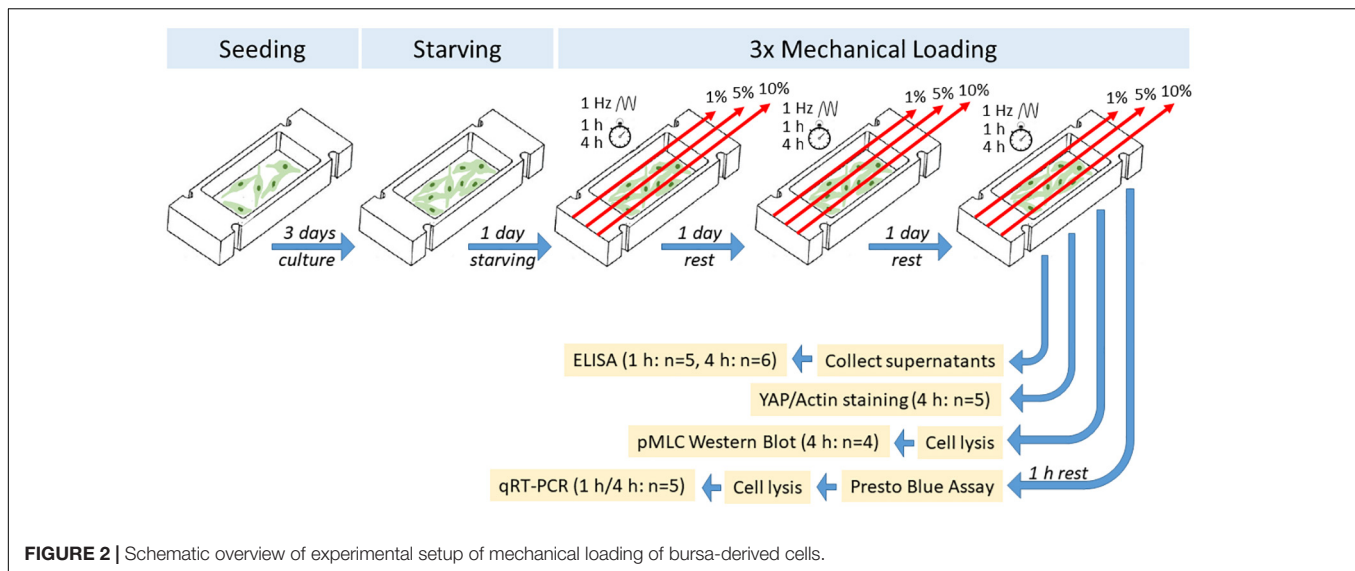 Seeding
Starving
3x Mechanical Loading
1 Hz
1 h
4 h
1% 5% 10%
1 Hz
1 h
4 h
1% 5% 10%
1 Hz
1 h
4 h
1% 5% 10%
3 days
culture
1 day
starving
1 day
rest
1 day
rest
ELISA (1 h: n=5, 4 h: n=6)
Collect supernatants
YAP/Actin staining (4 h: n=5)
pMLC Western Blot (4 h: n=4)
Cell lysis
qRT-PCR (1 h/4 h: n=5)
Cell lysis
Presto Blue Assay
1 h rest
FIGURE 2 | Schematic overview of experimental setup of mechanical loading of bursa-derived cells.